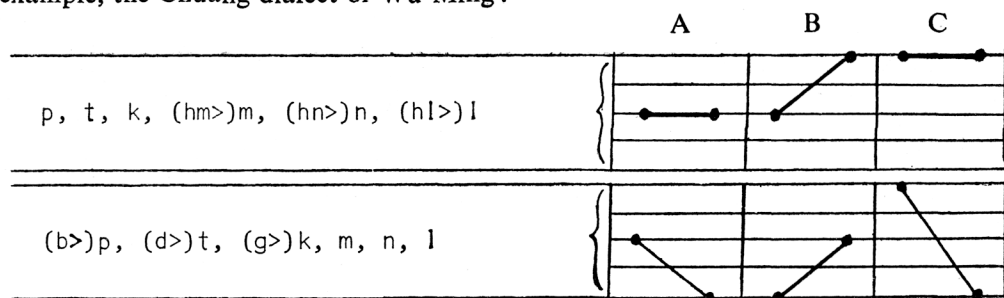 example, the Chuang dialect of Wu Ming:
A B C
p, t, k, (hm>)m, (hn>)n, (hl>)l
(b>)p, (d>)t, (g>)k, m, n, l